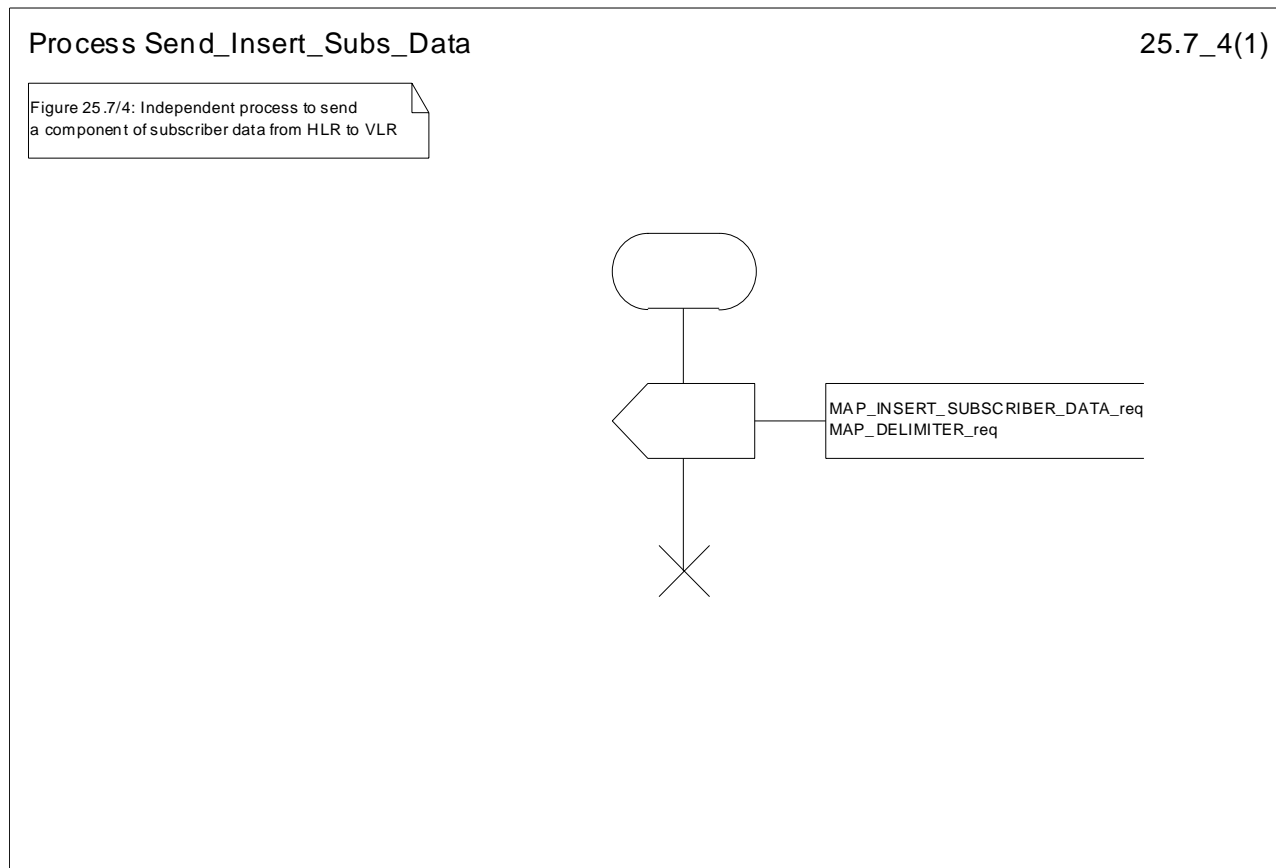 Process Send_Insert_Subs_Data
25.7_4(1)
Figure 25.7/4: Independent process to send
a component of subscriber data from HLR to VLR
MAP_INSERT_SUBSCRIBER_DATA_req
MAP_DELIMITER_req